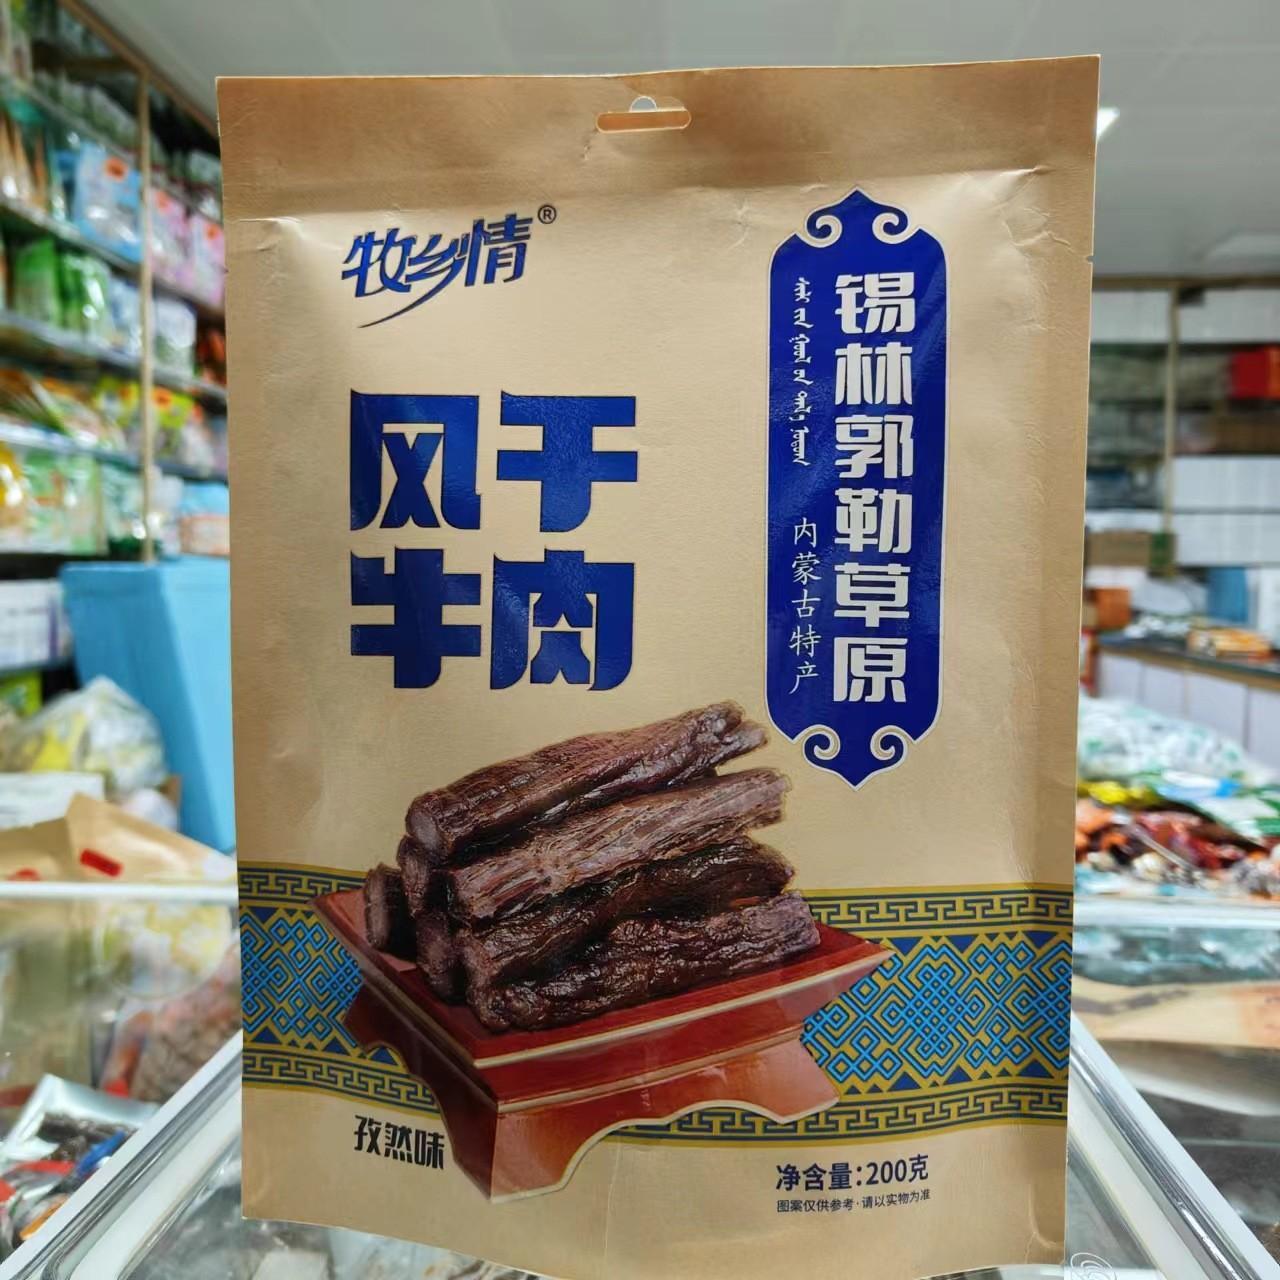 牧乡情®
风干
牛肉
锡林郭勒草原
内蒙古特产
孜然味
净含量:200克
图案仅供参考·请以实物为准